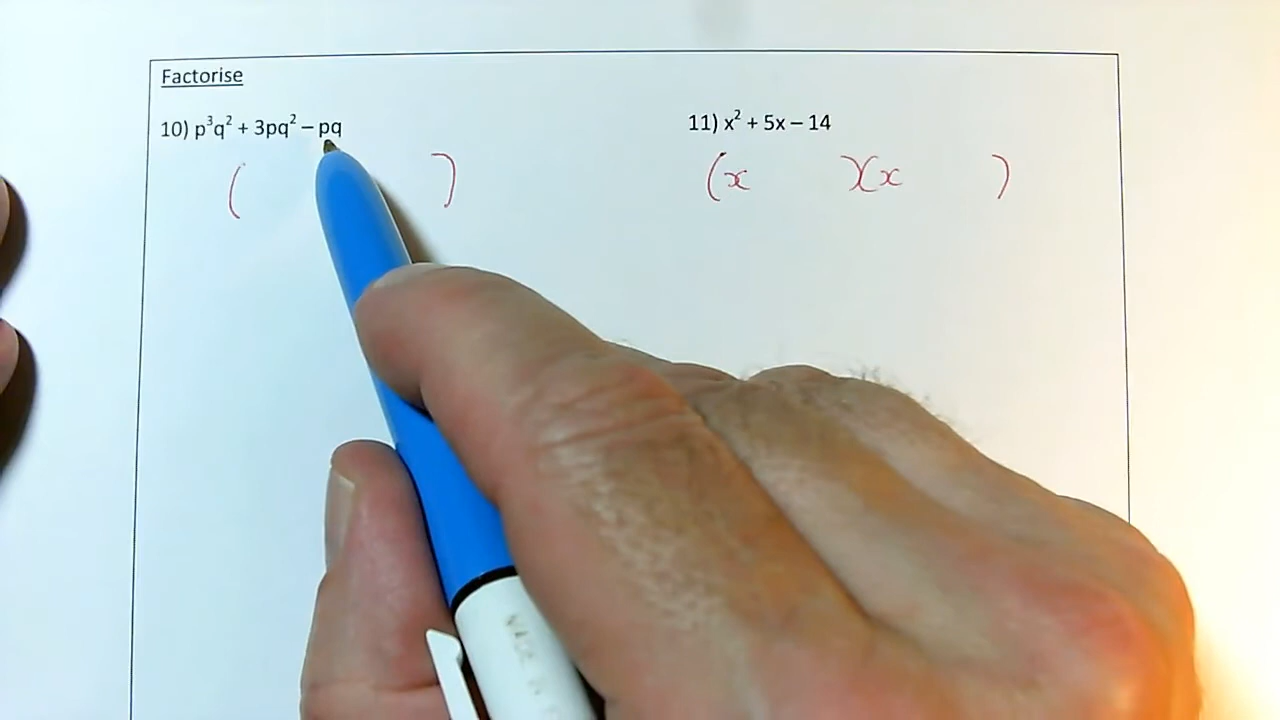 Factorise
10) p³q² + 3pq² – pq
11) x² + 5x – 14
( )
(x )(x )